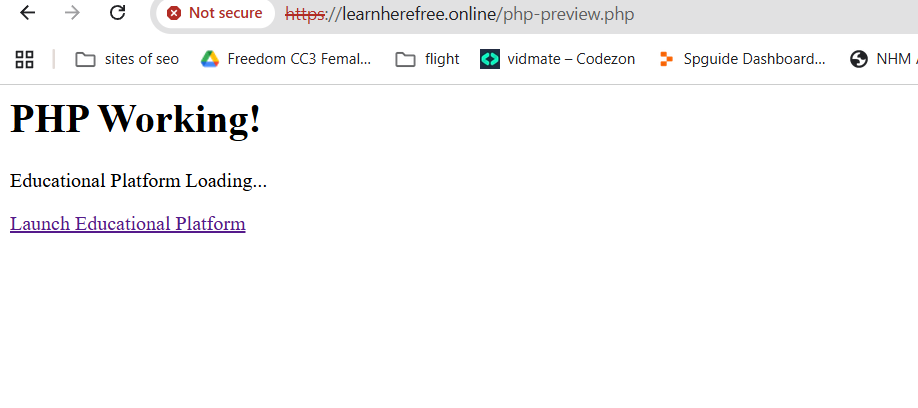 Not secure https://learnherefree.online/php-preview.php
sites of seo Freedom CC3 Femal... flight vidmate – Codezon Spguide Dashboard... NHM
PHP Working!
Educational Platform Loading...
Launch Educational Platform